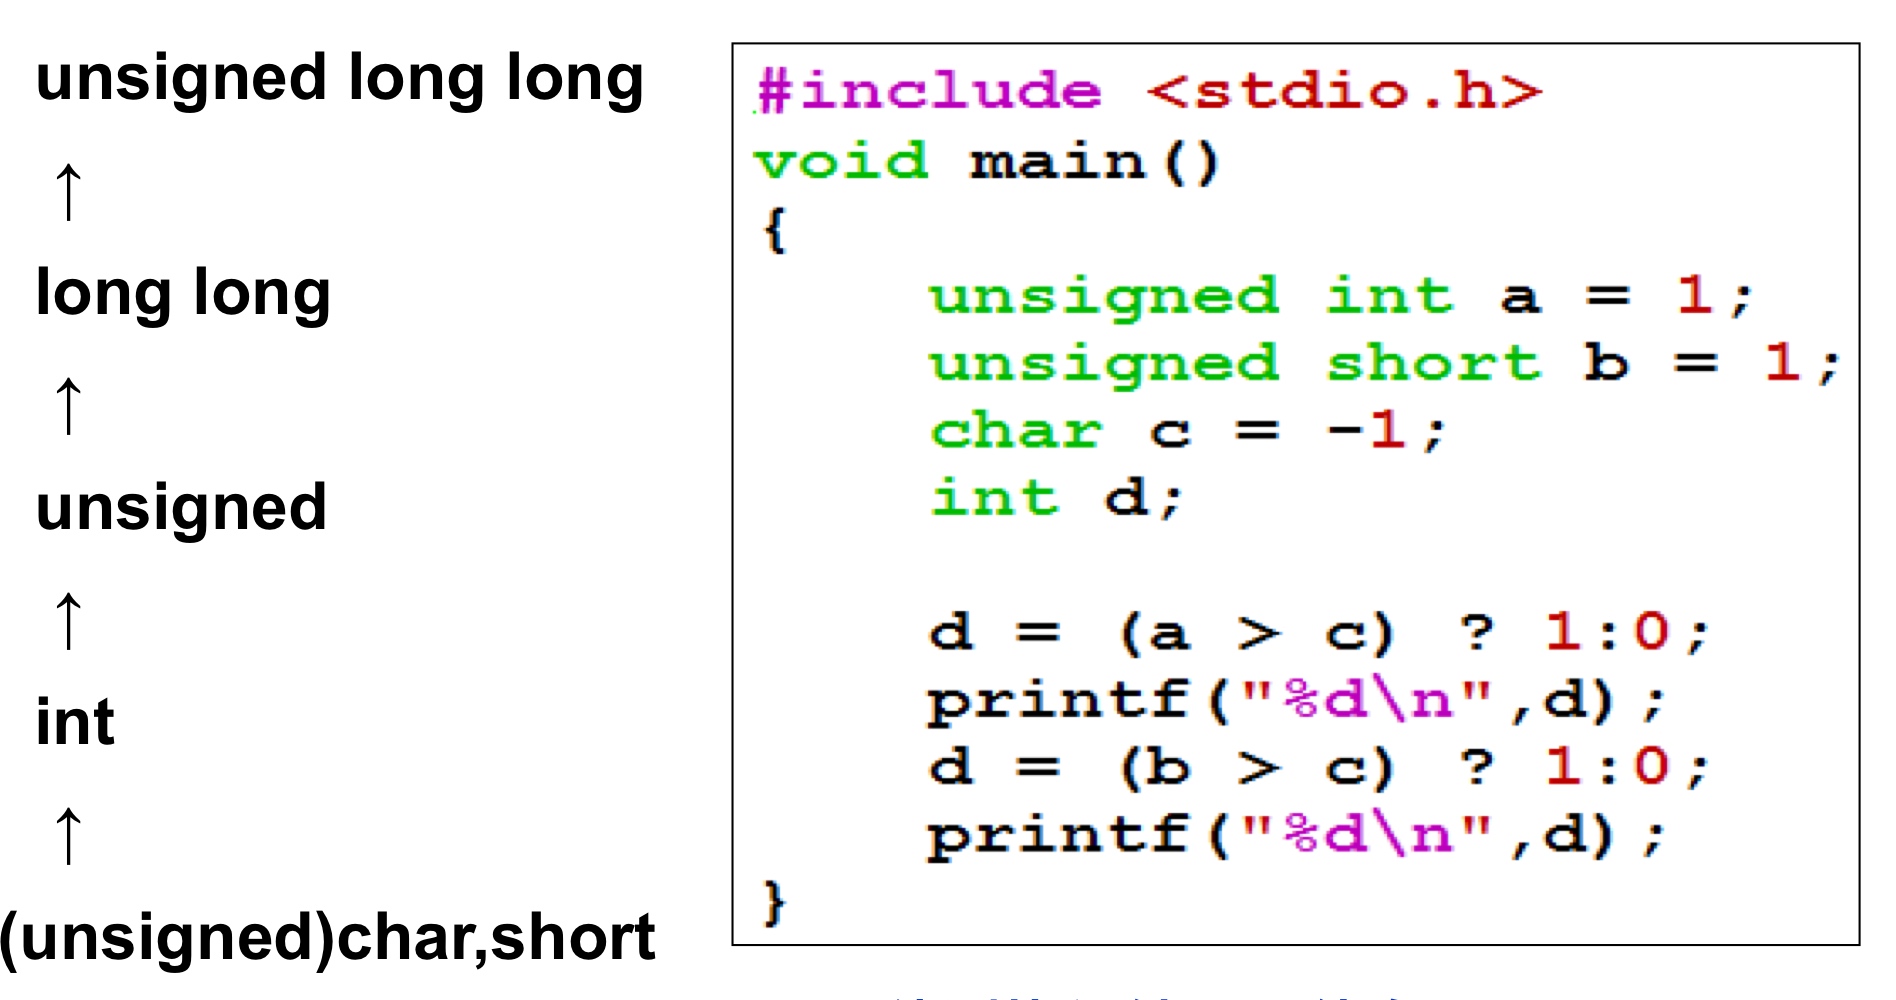 unsigned long long
↑
long long
↑
unsigned
↑
int
↑
(unsigned)char,short
#include <stdio.h>
void main()
{
    unsigned int a = 1;
    unsigned short b = 1;
    char c = -1;
    int d;

    d = (a > c) ? 1:0;
    printf("%d\n",d);
    d = (b > c) ? 1:0;
    printf("%d\n",d);
}